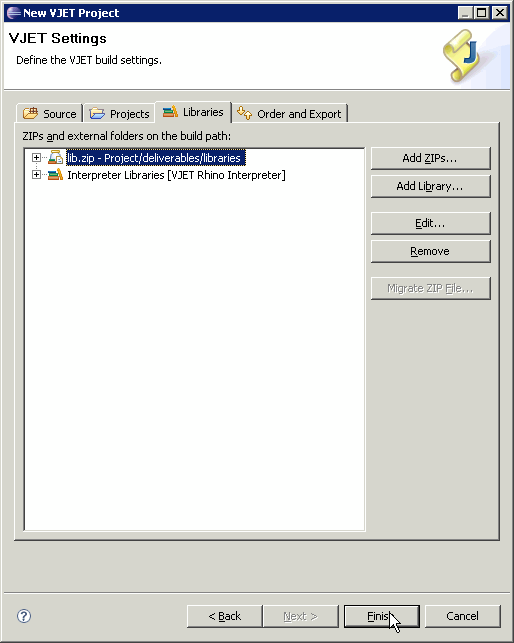 New VJET Project
VJET Settings
Define the VJET build settings.
Source Projects Libraries Order and Export
ZIPs and external folders on the build path:
lib.zip - Project/deliverables/libraries
Interpreter Libraries [VJET Rhino Interpreter]
Add ZIPs...
Add Library...
Edit...
Remove
Migrate ZIP File...
< Back Next > Finish Cancel